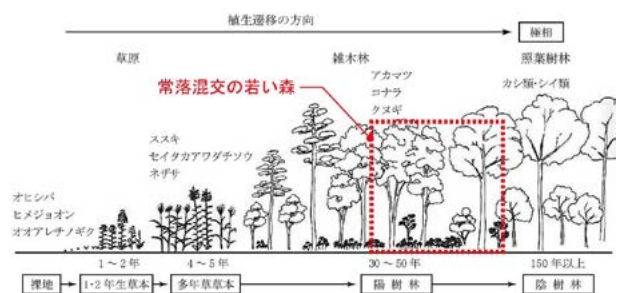 植生遷移の方向
極相
草原
雑木林
照葉樹林
常落混交の若い森
アカマツ
コナラ
クヌギ
カシ類・シイ類
ススキ
セイタカアワダチソウ
ネザサ
オヒシバ
ヒメジョオン
オオアレチノギク
1～2年
4～5年
30～50年
150年以上
裸地
1・2年生草本
多年草草本
陽樹林
陰樹林